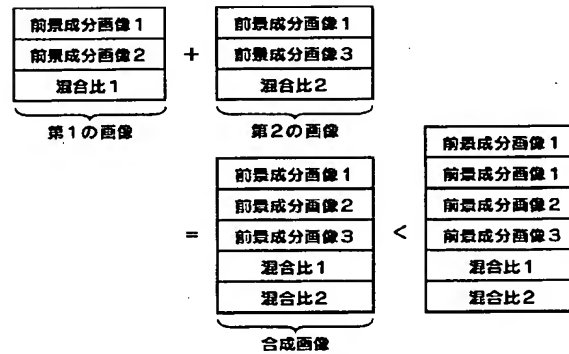 前景成分画像1
前景成分画像2
混合比1
第1の画像
+
前景成分画像1
前景成分画像3
混合比2
第2の画像
=
前景成分画像1
前景成分画像2
前景成分画像3
混合比1
混合比2
合成画像
<
前景成分画像1
前景成分画像1
前景成分画像2
前景成分画像3
混合比1
混合比2